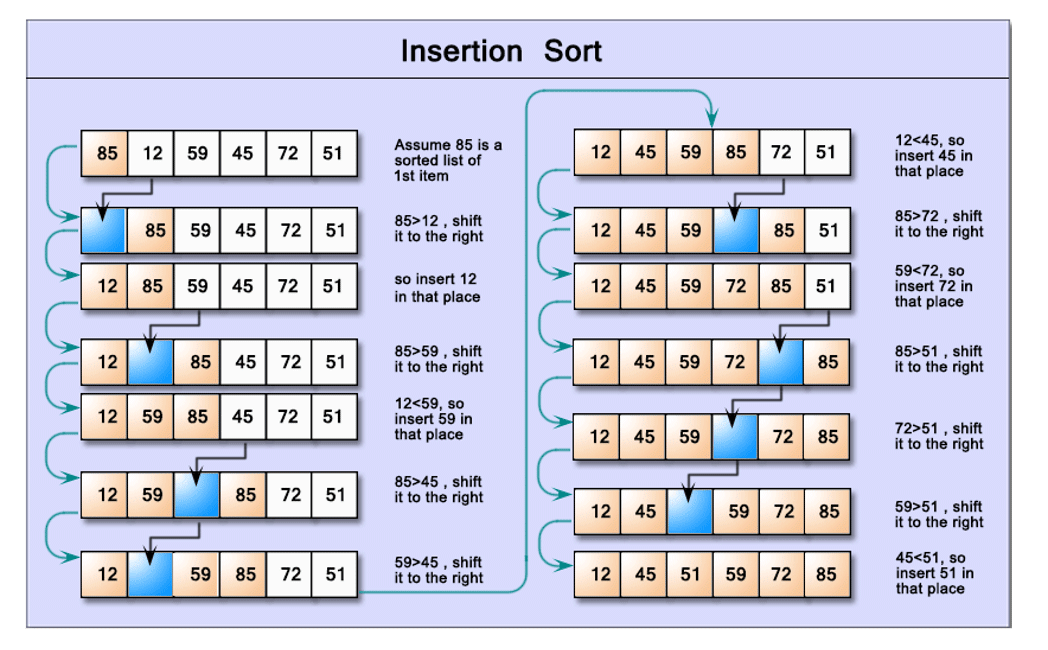 Insertion Sort
85 12 59 45 72 51
Assume 85 is a
sorted list of
1st item
85 59 45 72 51
85>12 , shift
it to the right
12 85 59 45 72 51
so insert 12
in that place
12 85 45 72 51
85>59 , shift
it to the right
12 59 85 45 72 51
12<59, so
insert 59 in
that place
12 59 85 72 51
85>45 , shift
it to the right
12 59 85 72 51
59>45 , shift
it to the right
12 45 59 85 72 51
12<45, so
insert 45 in
that place
12 45 59 85 51
85>72 , shift
it to the right
12 45 59 72 85 51
59<72, so
insert 72 in
that place
12 45 59 72 85
85>51 , shift
it to the right
12 45 59 72 85
72>51 , shift
it to the right
12 45 59 72 85
59>51 , shift
it to the right
12 45 51 59 72 85
45<51, so
insert 51 in
that place